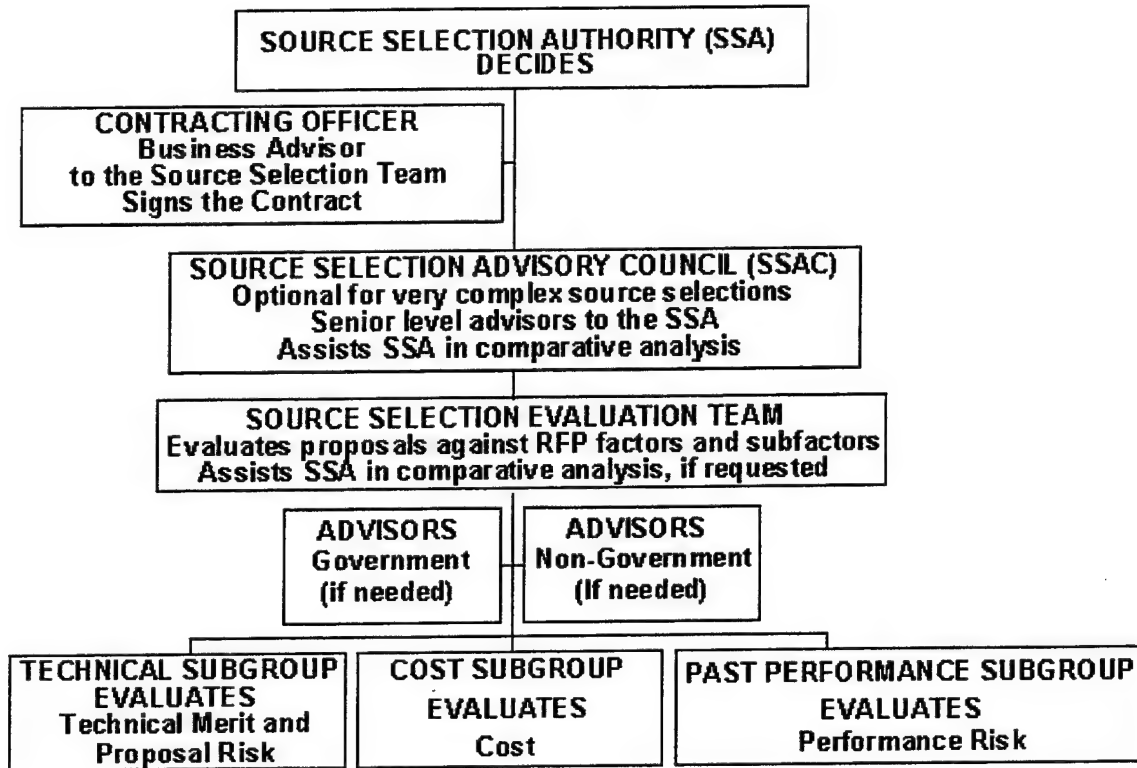 SOURCE SELECTION AUTHORITY (SSA)
DECIDES
CONTRACTING OFFICER
Business Advisor
to the Source Selection Team
Signs the Contract
SOURCE SELECTION ADVISORY COUNCIL (SSAC)
Optional for very complex source selections
Senior level advisors to the SSA
Assists SSA in comparative analysis
SOURCE SELECTION EVALUATION TEAM
Evaluates proposals against RFP factors and subfactors
Assists SSA in comparative analysis, if requested
ADVISORS
Government
(if needed)
ADVISORS
Non-Government
(If needed)
TECHNICAL SUBGROUP
EVALUATES
Technical Merit and
Proposal Risk
COST SUBGROUP
EVALUATES
Cost
PAST PERFORMANCE SUBGROUP
EVALUATES
Performance Risk